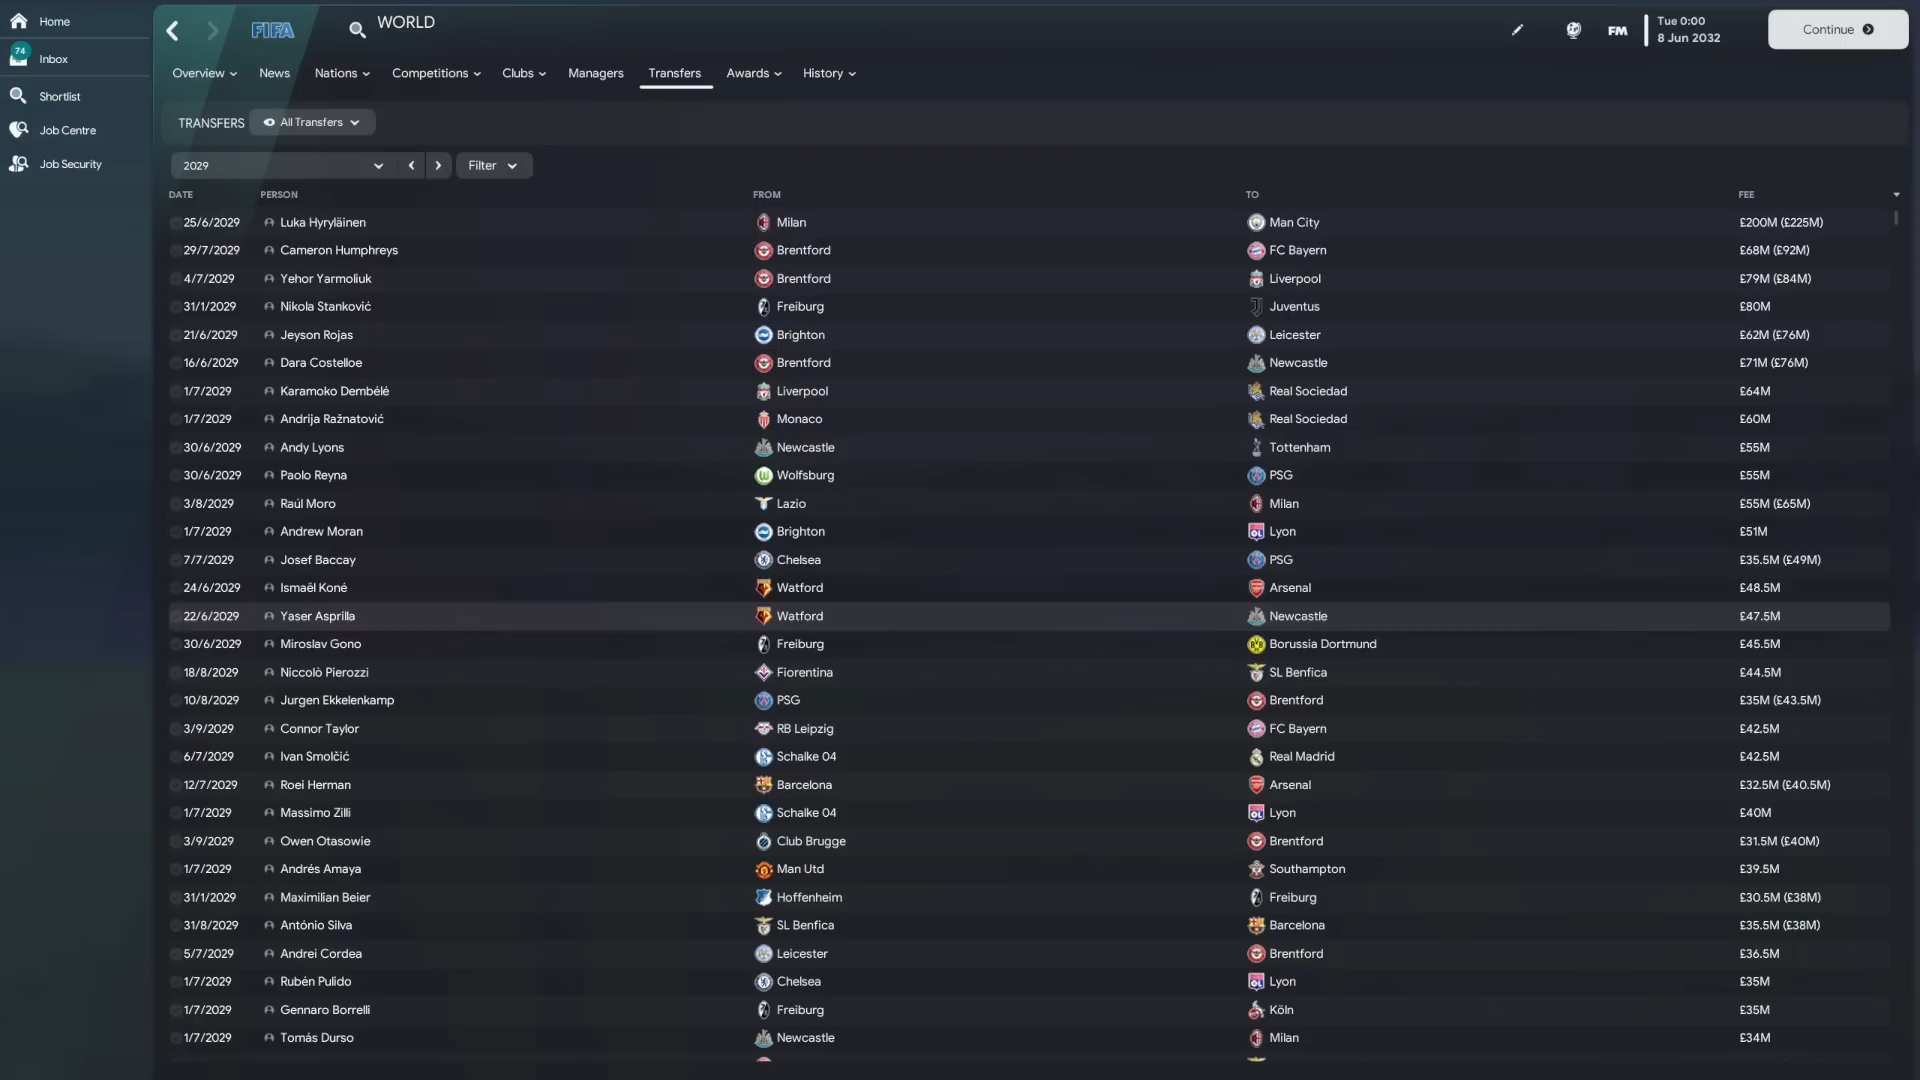 Home
74
Inbox
Shortlist
Job Centre
Job Security
FIFA
WORLD
FM
Tue 0:00
8 Jun 2032
Continue
Overview News Nations Competitions Clubs Managers Transfers Awards History
TRANSFERS All Transfers
2029 Filter
DATE PERSON FROM TO FEE
25/6/2029 Luka Hyryläinen Milan Man City £200M (£225M)
29/7/2029 Cameron Humphreys Brentford FC Bayern £68M (£92M)
4/7/2029 Yehor Yarmoliuk Brentford Liverpool £79M (£84M)
31/1/2029 Nikola Stanković Freiburg Juventus £80M
21/6/2029 Jeyson Rojas Brighton Leicester £62M (£76M)
16/6/2029 Dara Costelloe Brentford Newcastle £71M (£76M)
1/7/2029 Karamoko Dembélé Liverpool Real Sociedad £64M
1/7/2029 Andrija Ražnatović Monaco Real Sociedad £60M
30/6/2029 Andy Lyons Newcastle Tottenham £55M
30/6/2029 Paolo Reyna Wolfsburg PSG £55M
3/8/2029 Raúl Moro Lazio Milan £55M (£65M)
1/7/2029 Andrew Moran Brighton Lyon £51M
7/7/2029 Josef Baccay Chelsea PSG £35.5M (£49M)
24/6/2029 Ismaël Koné Watford Arsenal £48.5M
22/6/2029 Yaser Asprilla Watford Newcastle £47.5M
30/6/2029 Miroslav Gono Freiburg Borussia Dortmund £45.5M
18/8/2029 Niccolò Pierozzi Fiorentina SL Benfica £44.5M
10/8/2029 Jurgen Ekkelenkamp PSG Brentford £35M (£43.5M)
3/9/2029 Connor Taylor RB Leipzig FC Bayern £42.5M
6/7/2029 Ivan Smolčić Schalke 04 Real Madrid £42.5M
12/7/2029 Roei Herman Barcelona Arsenal £32.5M (£40.5M)
1/7/2029 Massimo Zilli Schalke 04 Lyon £40M
3/9/2029 Owen Otasowie Club Brugge Brentford £31.5M (£40M)
1/7/2029 Andrés Amaya Man Utd Southampton £39.5M
31/1/2029 Maximilian Beier Hoffenheim Freiburg £30.5M (£38M)
31/8/2029 António Silva SL Benfica Barcelona £35.5M (£38M)
5/7/2029 Andrei Cordea Leicester Brentford £36.5M
1/7/2029 Rubén Pulido Chelsea Lyon £35M
1/7/2029 Gennaro Borrelli Freiburg Köln £35M
1/7/2029 Tomás Durso Newcastle Milan £34M